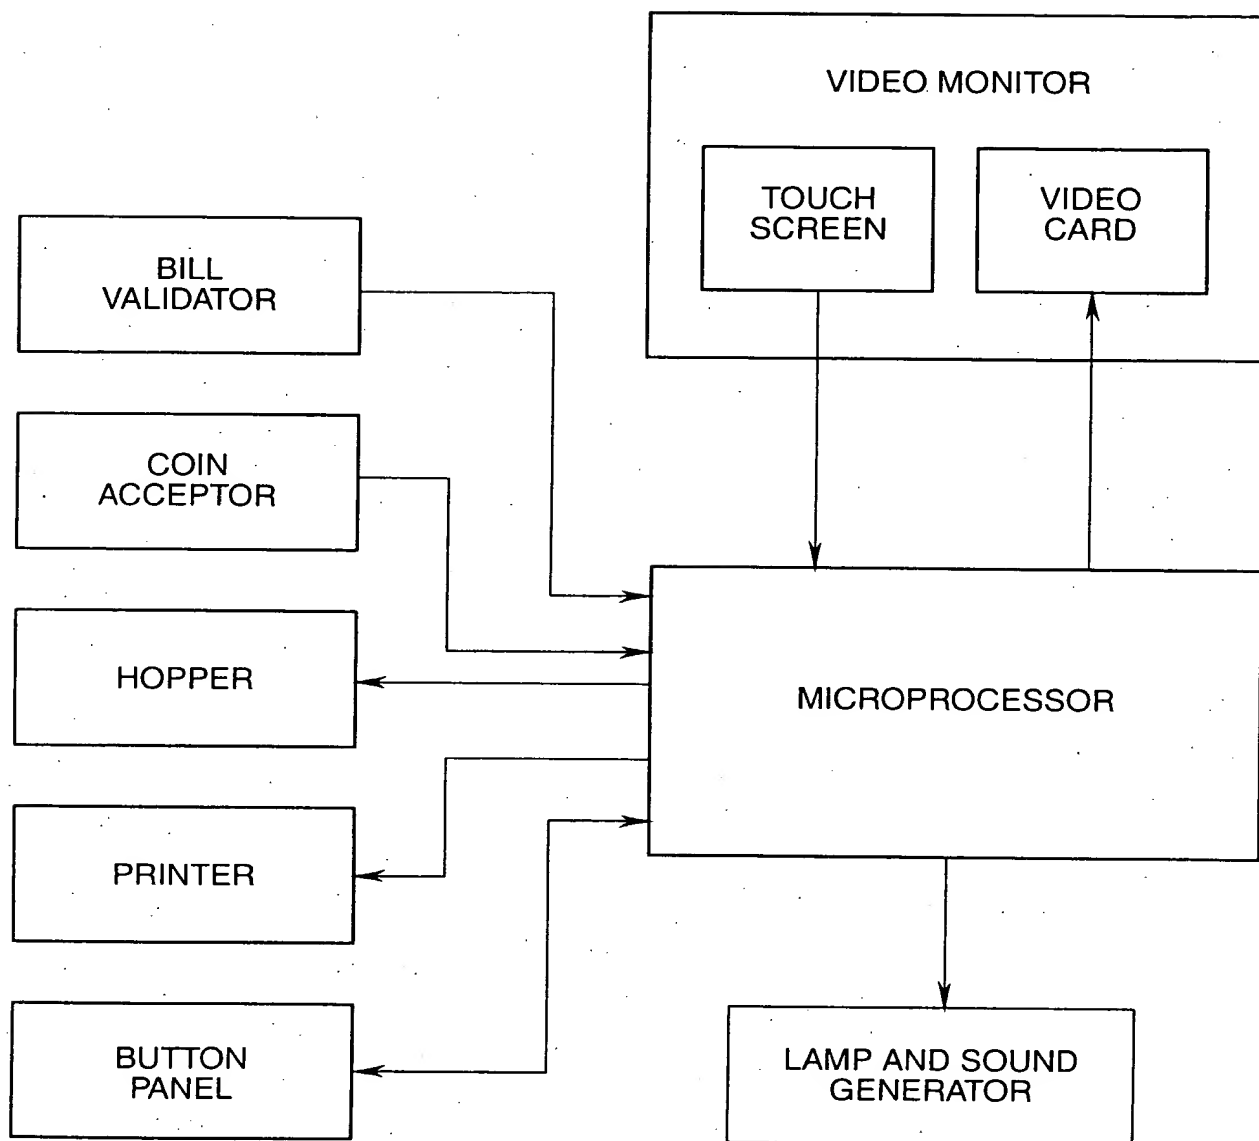 VIDEO MONITOR
TOUCH
SCREEN
VIDEO
CARD
BILL
VALIDATOR
COIN
ACCEPTOR
HOPPER
MICROPROCESSOR
PRINTER
BUTTON
PANEL
LAMP AND SOUND
GENERATOR